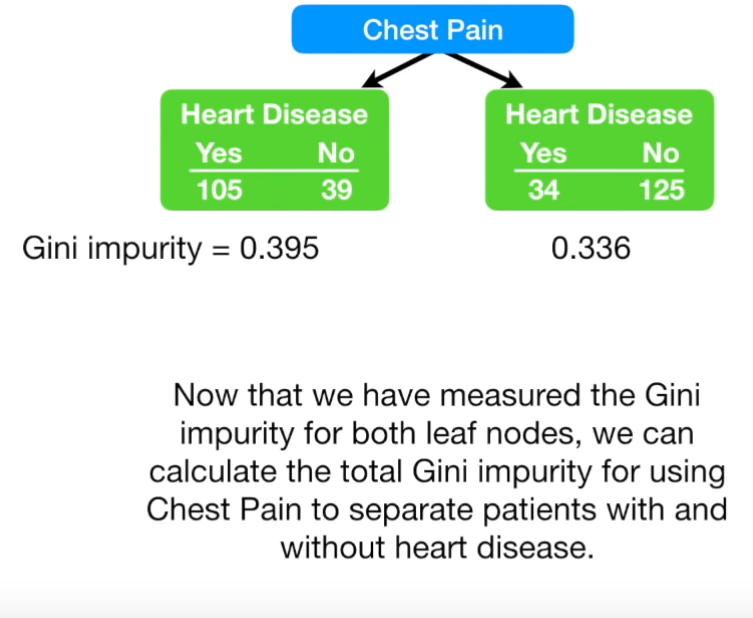 Chest Pain
Heart Disease
Yes No
105 39
Heart Disease
Yes No
34 125
Gini impurity = 0.395
0.336
Now that we have measured the Gini
impurity for both leaf nodes, we can
calculate the total Gini impurity for using
Chest Pain to separate patients with and
without heart disease.